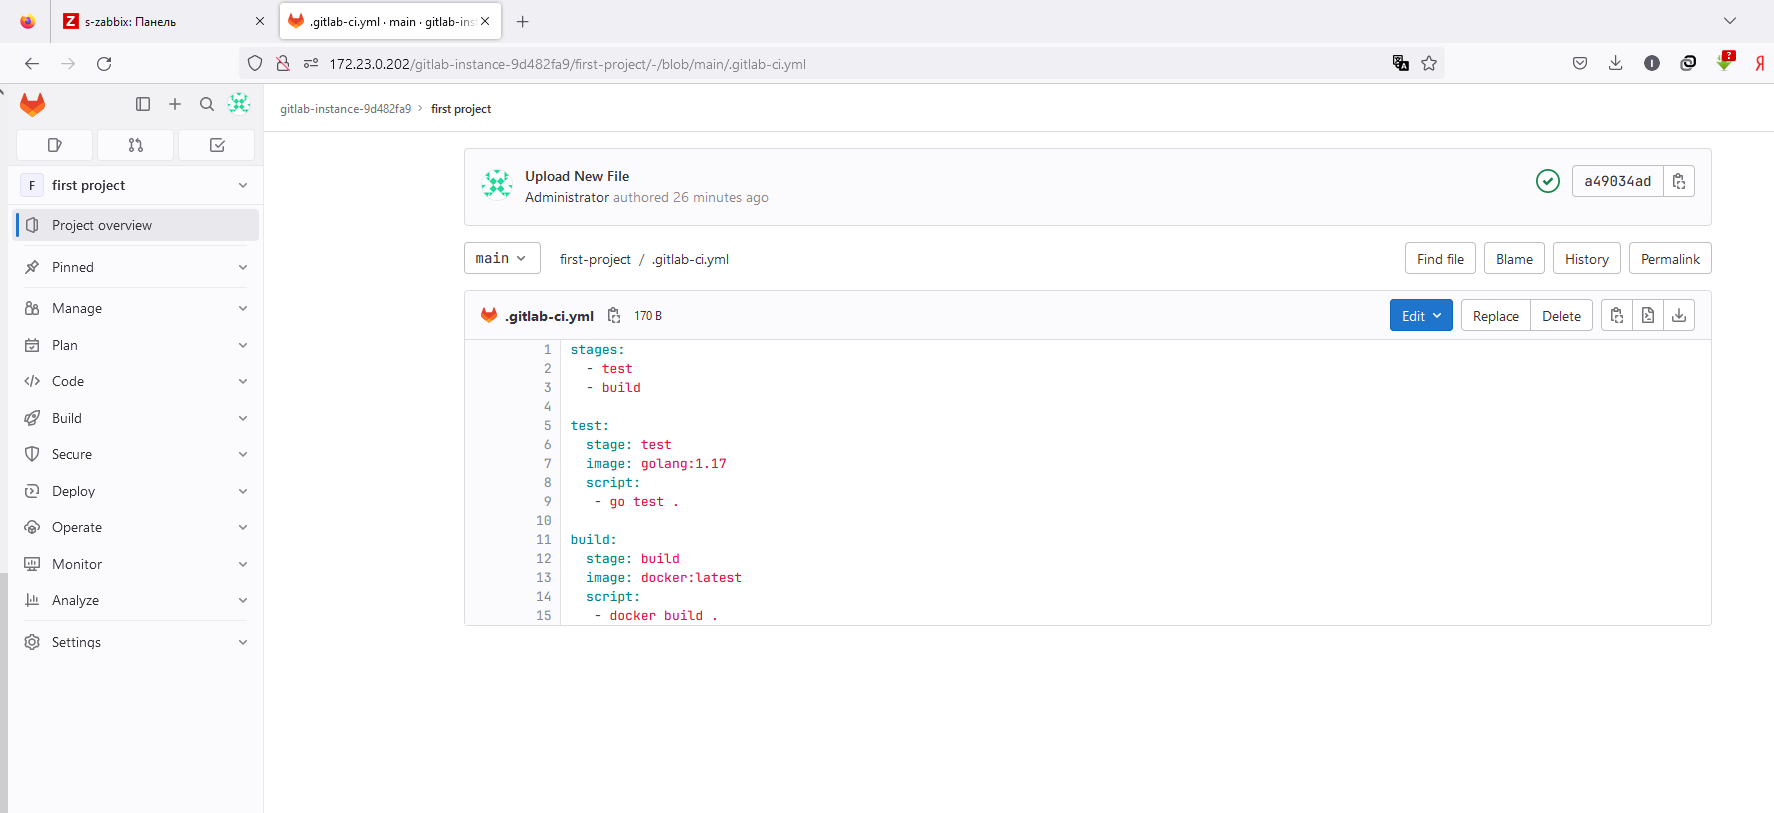 s-zabbix: Панель
.gitlab-ci.yml · main · gitlab-ins
172.23.0.202/gitlab-instance-9d482fa9/first-project/-/blob/main/.gitlab-ci.yml
gitlab-instance-9d482fa9 › first project
F first project
Project overview
Pinned
Manage
Plan
Code
Build
Secure
Deploy
Operate
Monitor
Analyze
Settings
Upload New File
Administrator authored 26 minutes ago
a49034ad
main
first-project / .gitlab-ci.yml
Find file
Blame
History
Permalink
.gitlab-ci.yml 170 B
Edit
Replace
Delete
1 stages:
2   - test
3   - build
4
5 test:
6   stage: test
7   image: golang:1.17
8   script:
9    - go test .
10
11 build:
12   stage: build
13   image: docker:latest
14   script:
15    - docker build .